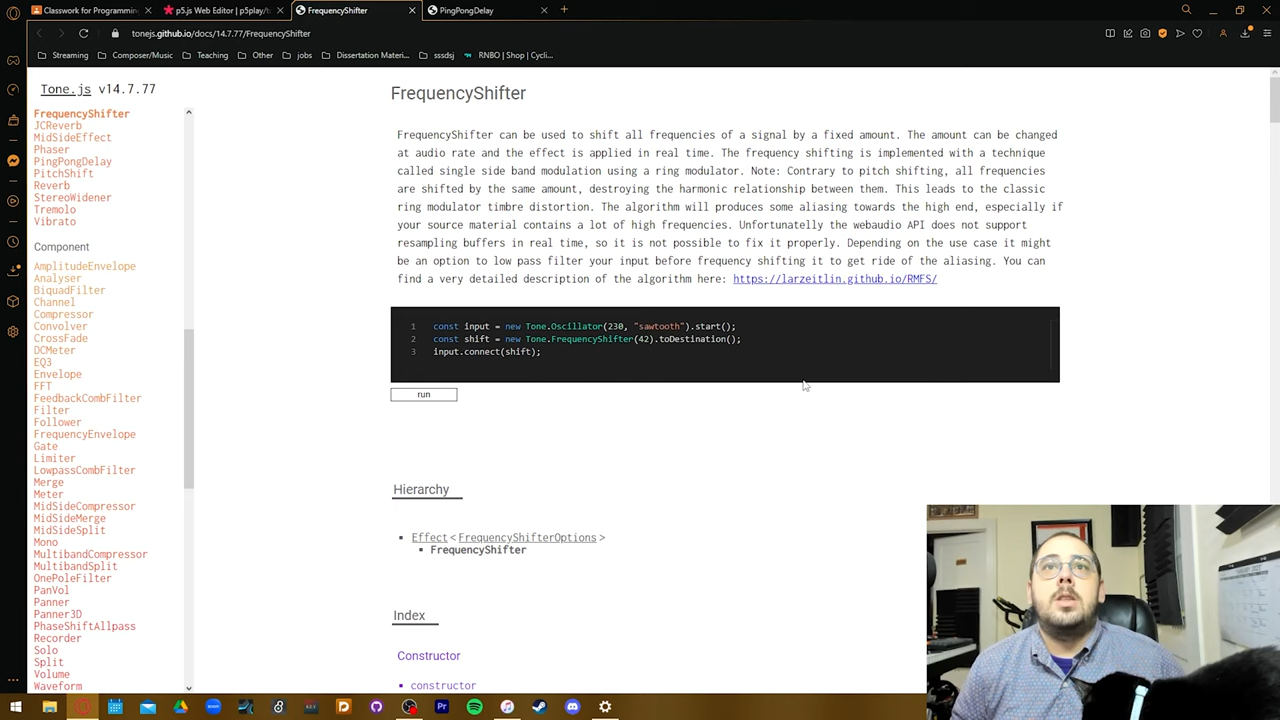 Classwork for Programming
p5.js Web Editor | p5play/t
FrequencyShifter
PingPongDelay
tonejs.github.io/docs/14.7.77/FrequencyShifter
Streaming
Composer/Music
Teaching
Other
jobs
Dissertation Materi...
sssdsj
RNBO | Shop | Cycli...
Tone.js v14.7.77
FrequencyShifter
JCReverb
MidSideEffect
Phaser
PingPongDelay
PitchShift
Reverb
StereoWidener
Tremolo
Vibrato
Component
AmplitudeEnvelope
Analyser
BiquadFilter
Channel
Compressor
Convolver
CrossFade
DCMeter
EQ3
Envelope
FFT
FeedbackCombFilter
Filter
Follower
FrequencyEnvelope
Gate
Limiter
LowpassCombFilter
Merge
Meter
MidSideCompressor
MidSideMerge
MidSideSplit
Mono
MultibandCompressor
MultibandSplit
OnePoleFilter
PanVol
Panner
Panner3D
PhaseShiftAllpass
Recorder
Solo
Split
Volume
Waveform
FrequencyShifter
FrequencyShifter can be used to shift all frequencies of a signal by a fixed amount. The amount can be changed
at audio rate and the effect is applied in real time. The frequency shifting is implemented with a technique
called single side band modulation using a ring modulator. Note: Contrary to pitch shifting, all frequencies
are shifted by the same amount, destroying the harmonic relationship between them. This leads to the classic
ring modulator timbre distortion. The algorithm will produces some aliasing towards the high end, especially if
your source material contains a lot of high frequencies. Unfortunatelly the webaudio API does not support
resampling buffers in real time, so it is not possible to fix it properly. Depending on the use case it might
be an option to low pass filter your input before frequency shifting it to get ride of the aliasing. You can
find a very detailed description of the algorithm here: https://larzeitlin.github.io/RMFS/
1 const input = new Tone.Oscillator(230, "sawtooth").start();
2 const shift = new Tone.FrequencyShifter(42).toDestination();
3 input.connect(shift);
run
Hierarchy
Effect < FrequencyShifterOptions >
FrequencyShifter
Index
Constructor
constructor